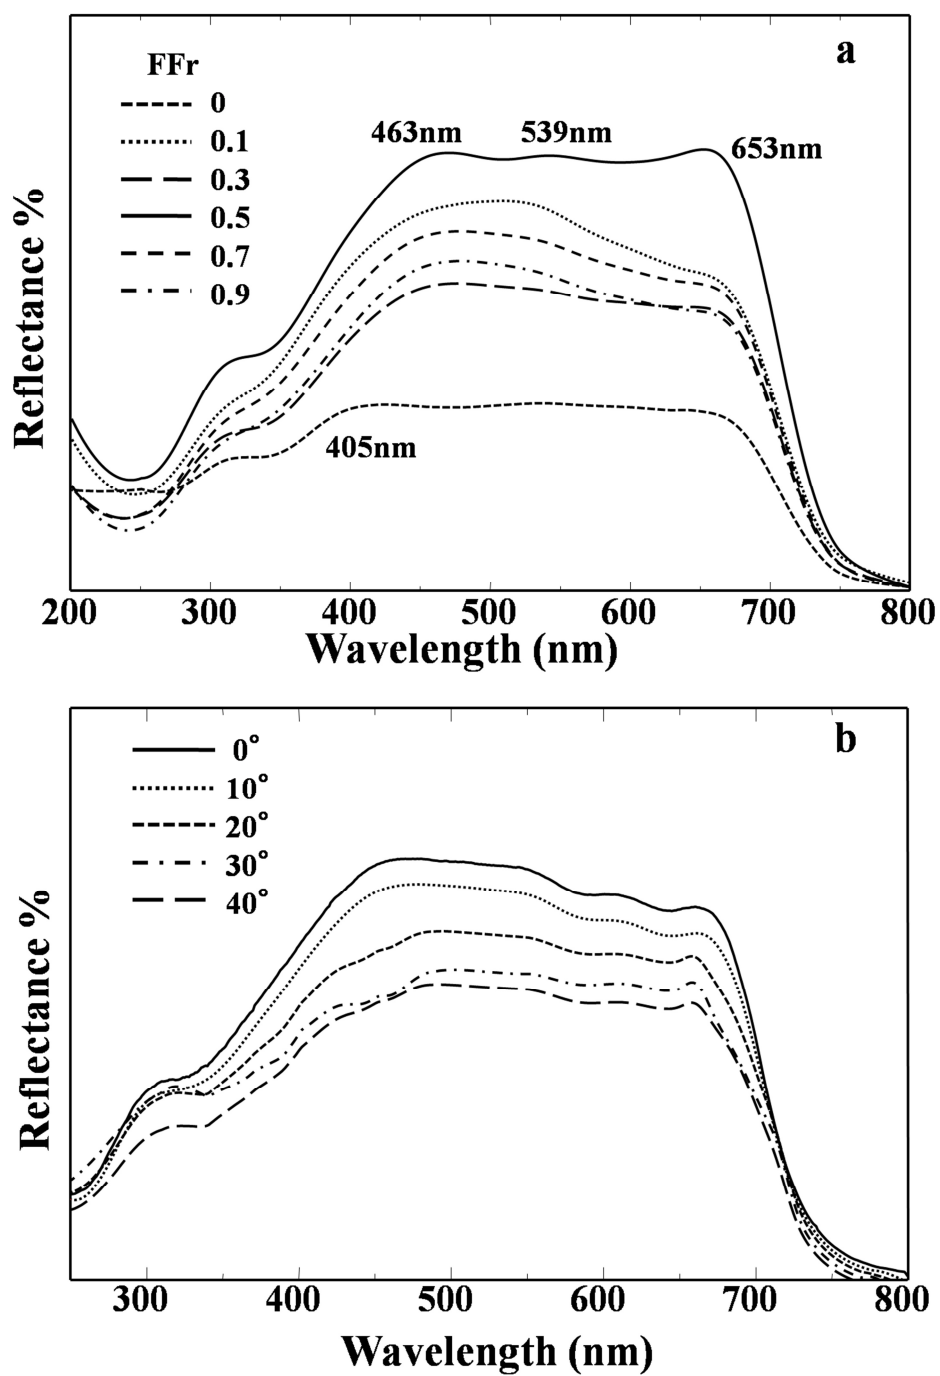 a
FFr
0
0.1
0.3
0.5
0.7
0.9
463nm 539nm
653nm
405nm
Reflectance %
200 300 400 500 600 700 800
Wavelength (nm)
b
0°
10°
20°
30°
40°
Reflectance %
300 400 500 600 700 800
Wavelength (nm)